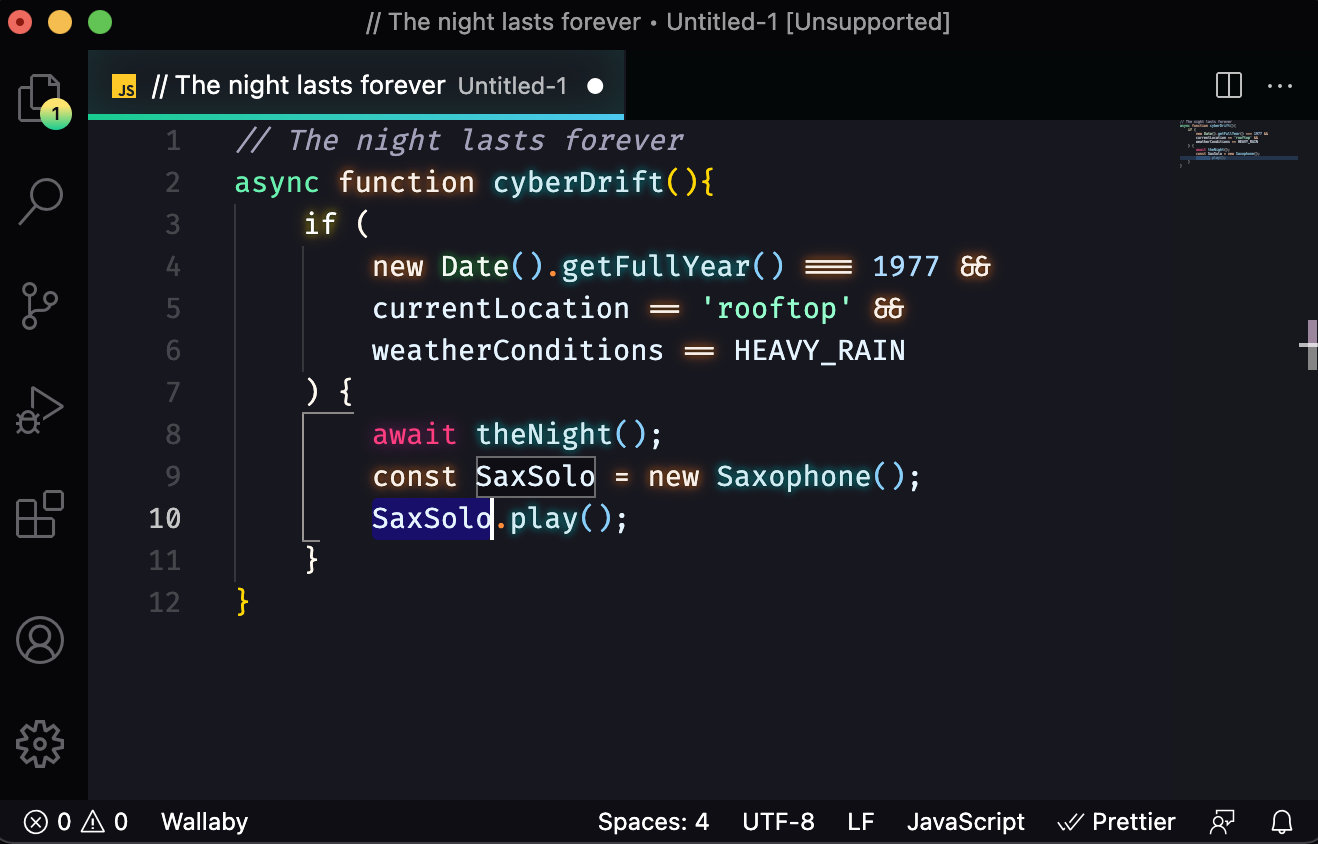 // The night lasts forever • Untitled-1 [Unsupported]
JS // The night lasts forever Untitled-1
1
1 // The night lasts forever
2 async function cyberDrift(){
3 if (
4 new Date().getFullYear() === 1977 &&
5 currentLocation == 'rooftop' &&
6 weatherConditions == HEAVY_RAIN
7 ) {
8 await theNight();
9 const SaxSolo = new Saxophone();
10 SaxSolo.play();
11 }
12 }
0 0 Wallaby Spaces: 4 UTF-8 LF JavaScript Prettier